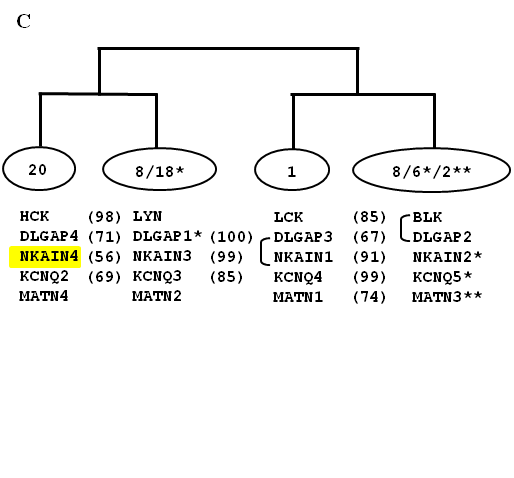 C
20 8/18* 1 8/6*/2**
HCK (98) LYN LCK (85) BLK
DLGAP4 (71) DLGAP1* (100) DLGAP3 (67) DLGAP2
NKAIN4 (56) NKAIN3 (99) NKAIN1 (91) NKAIN2*
KCNQ2 (69) KCNQ3 (85) KCNQ4 (99) KCNQ5*
MATN4 MATN2 MATN1 (74) MATN3**